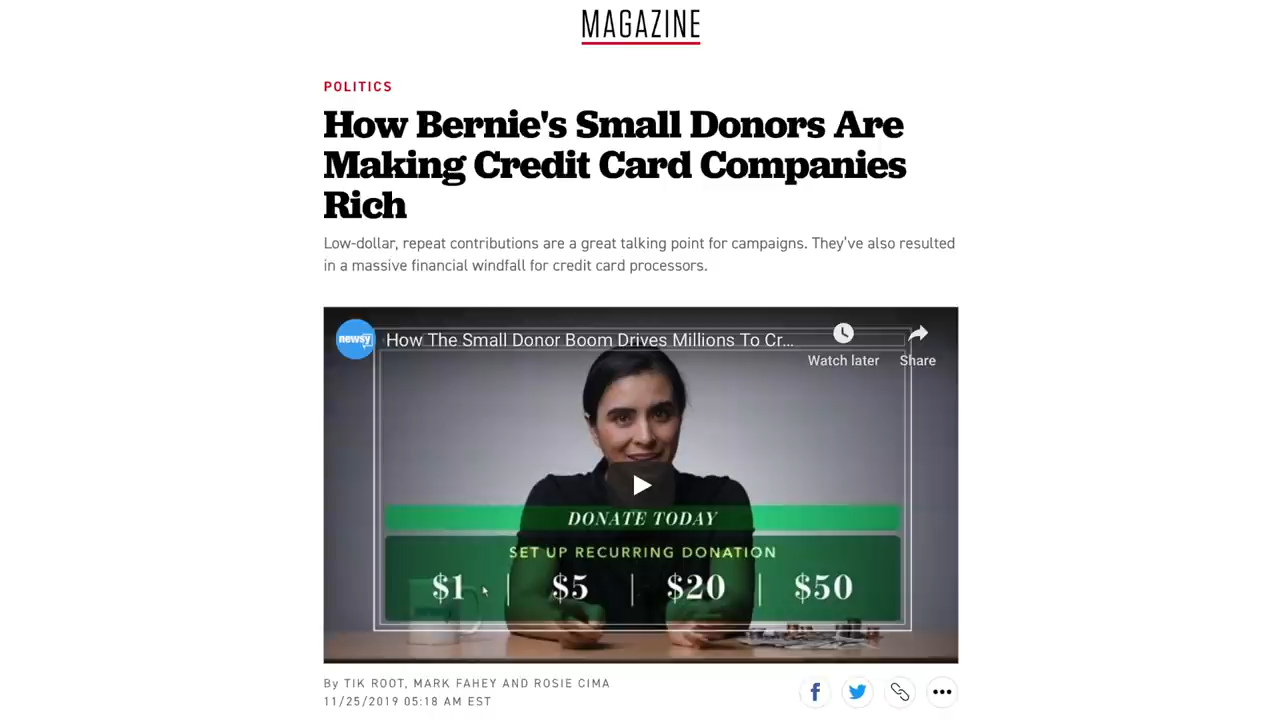 MAGAZINE
POLITICS
How Bernie's Small Donors Are
Making Credit Card Companies
Rich
Low-dollar, repeat contributions are a great talking point for campaigns. They've also resulted
in a massive financial windfall for credit card processors.
newsy
How The Small Donor Boom Drives Millions To Cr...
Watch later
Share
DONATE TODAY
SET UP RECURRING DONATION
$1 | $5 | $20 | $50
By TIK ROOT, MARK FAHEY AND ROSIE CIMA
11/25/2019 05:18 AM EST